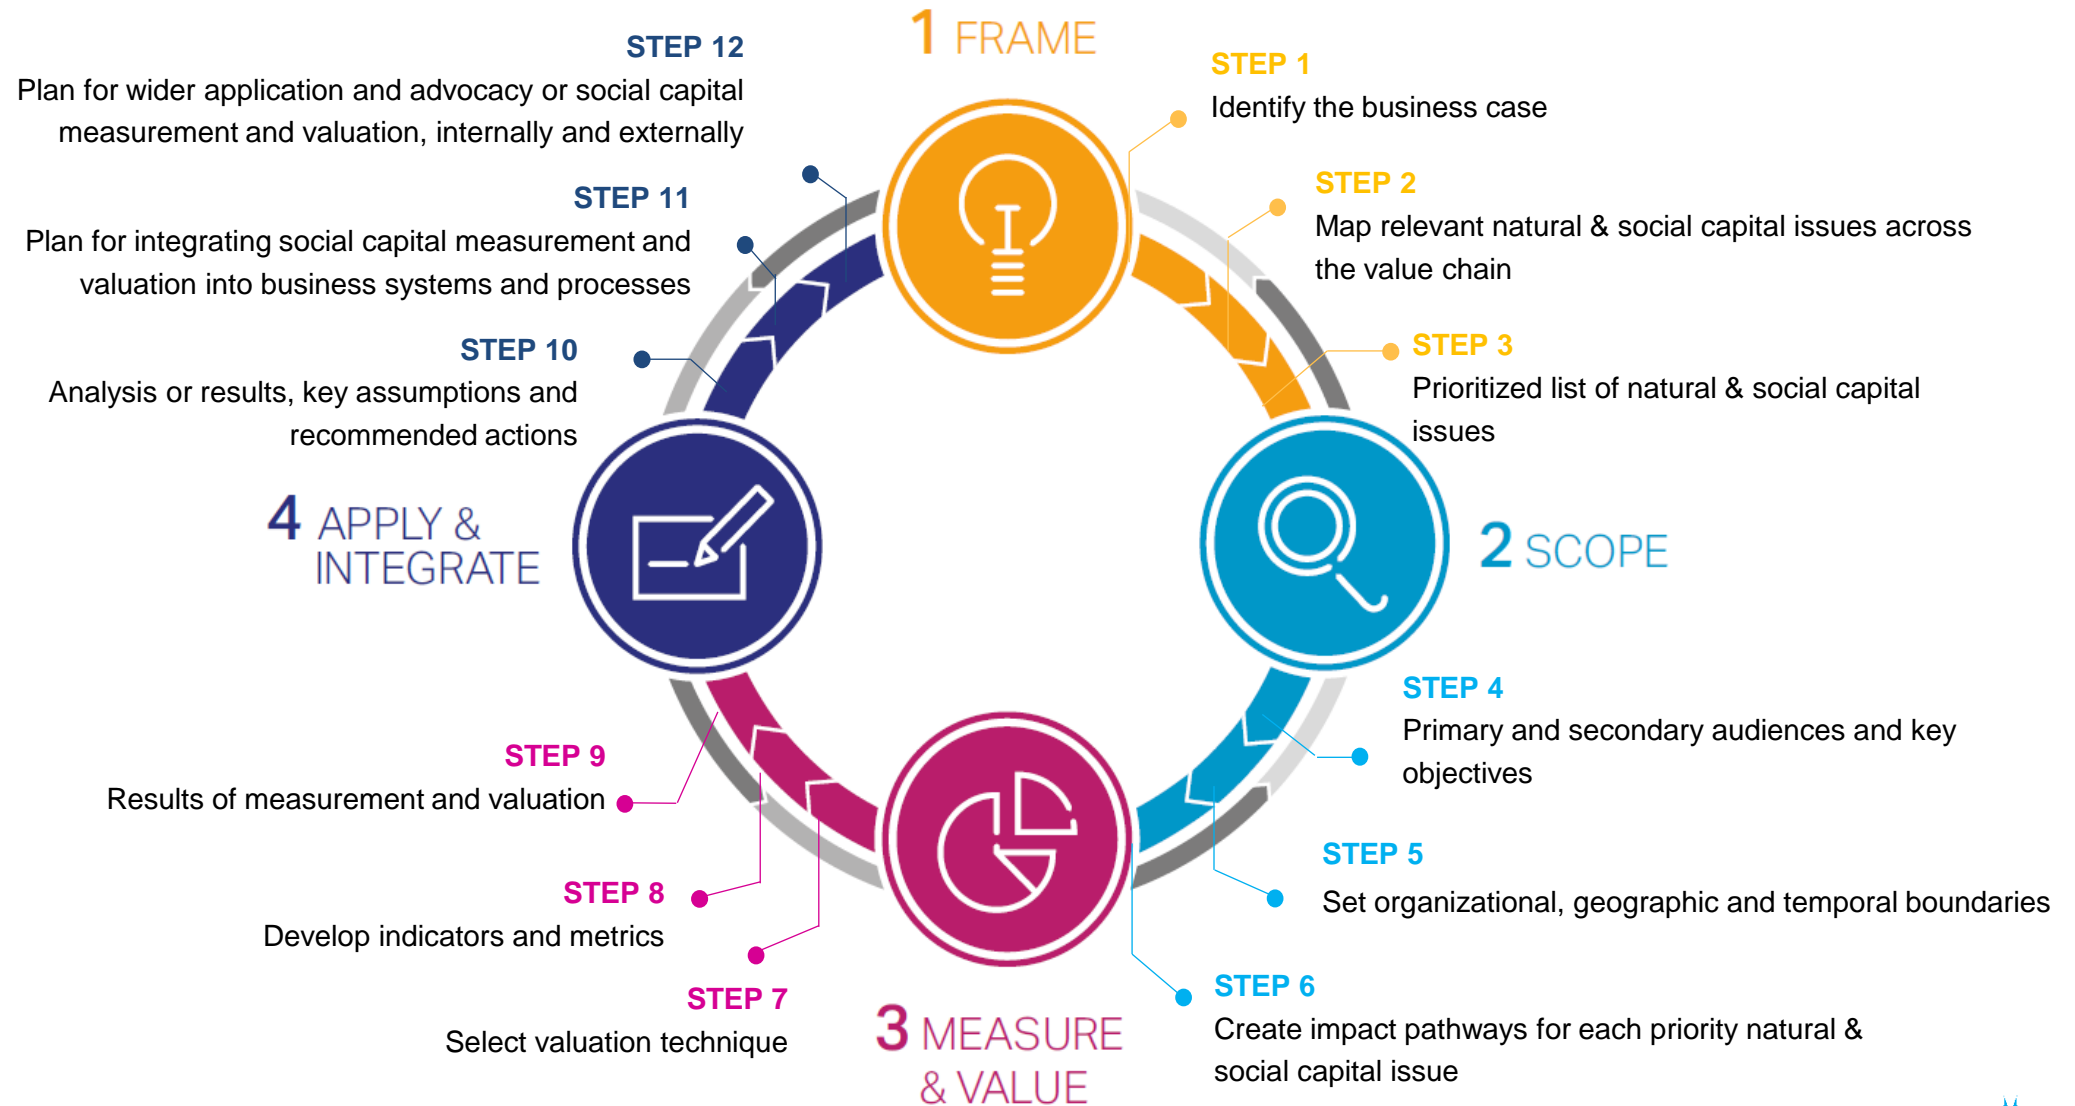 1 FRAME
STEP 1
Identify the business case
STEP 2
Map relevant natural & social capital issues across
the value chain
STEP 3
Prioritized list of natural & social capital
issues
2 SCOPE
STEP 4
Primary and secondary audiences and key
objectives
STEP 5
Set organizational, geographic and temporal boundaries
STEP 6
Create impact pathways for each priority natural &
social capital issue
3 MEASURE
& VALUE
STEP 7
Select valuation technique
STEP 8
Develop indicators and metrics
STEP 9
Results of measurement and valuation
4 APPLY &
INTEGRATE
STEP 10
Analysis or results, key assumptions and
recommended actions
STEP 11
Plan for integrating social capital measurement and
valuation into business systems and processes
STEP 12
Plan for wider application and advocacy or social capital
measurement and valuation, internally and externally